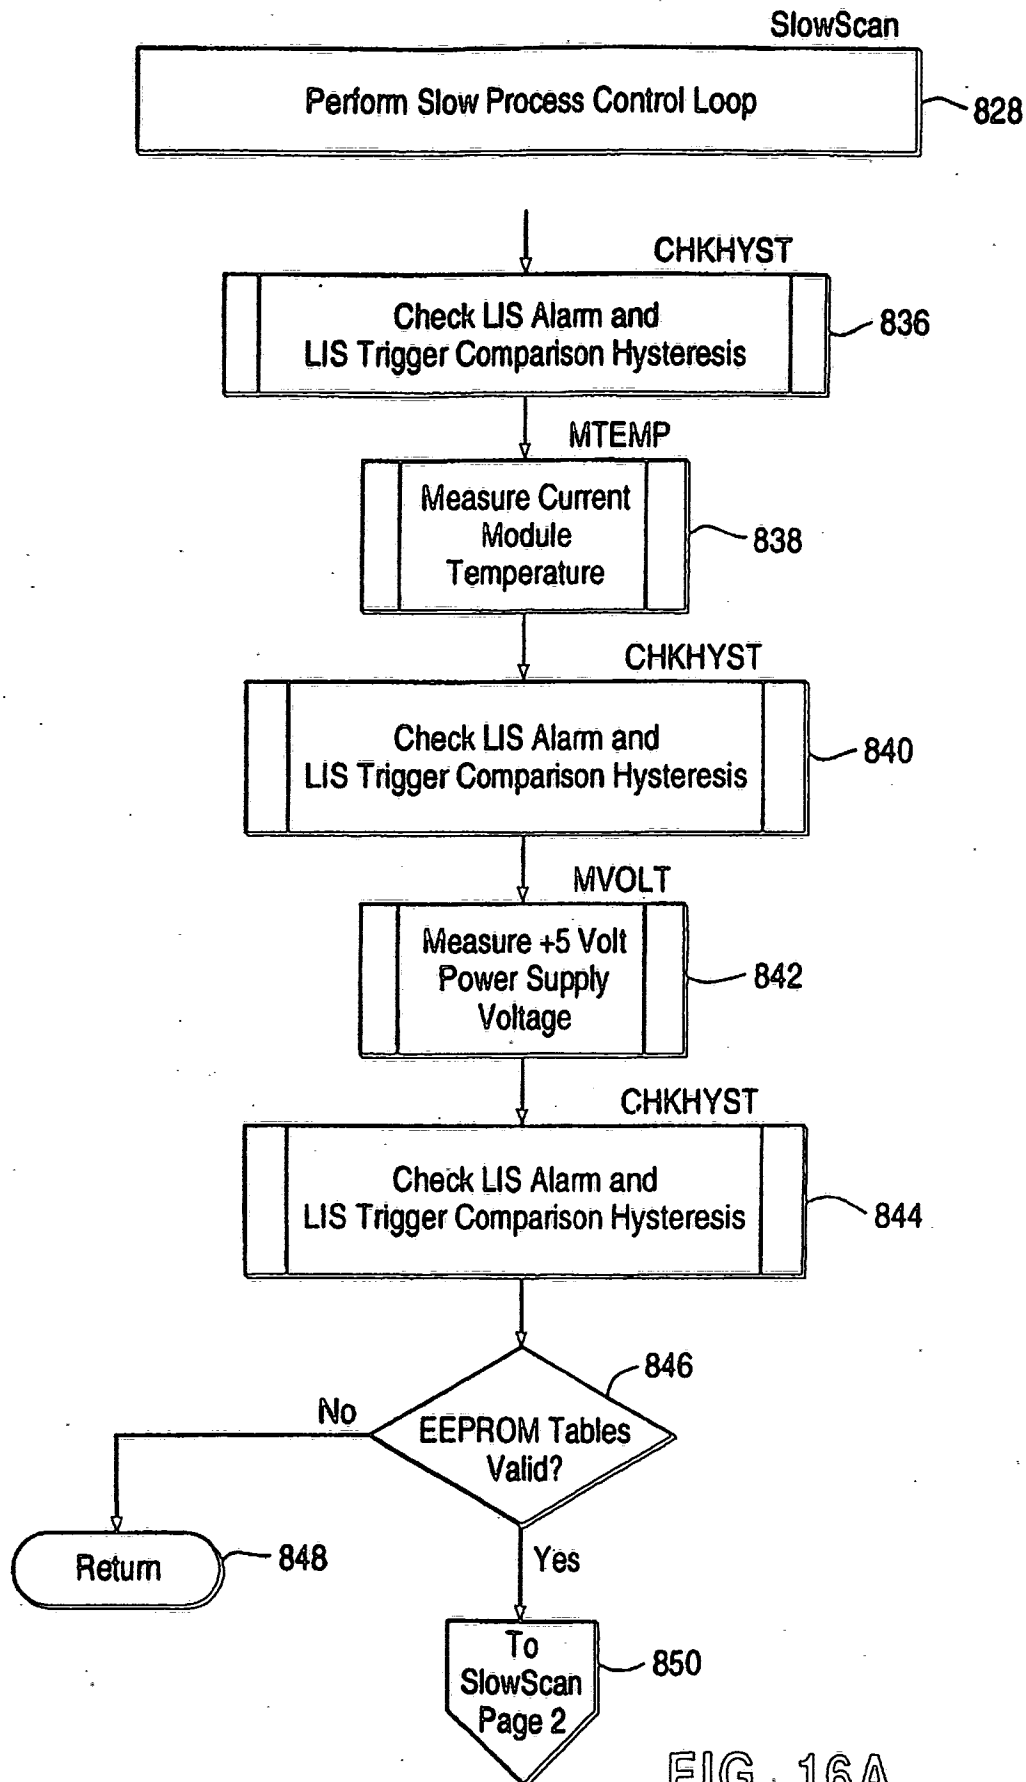 SlowScan
Perform Slow Process Control Loop
828
CHKHYST
Check LIS Alarm and
LIS Trigger Comparison Hysteresis
836
MTEMP
Measure Current
Module
Temperature
838
CHKHYST
Check LIS Alarm and
LIS Trigger Comparison Hysteresis
840
MVOLT
Measure +5 Volt
Power Supply
Voltage
842
CHKHYST
Check LIS Alarm and
LIS Trigger Comparison Hysteresis
844
846
No
EEPROM Tables
Valid?
Return
848
Yes
To
SlowScan
Page 2
850
FIG. 16A